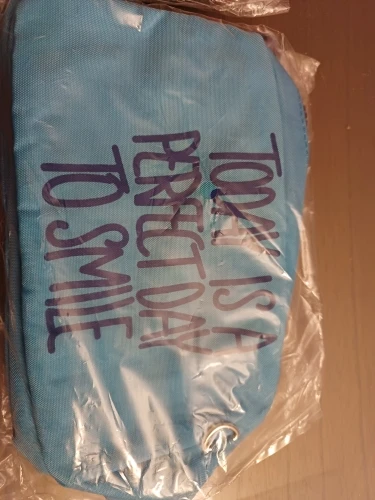 TODAY IS A
PERFECT DAY
TO SMILE